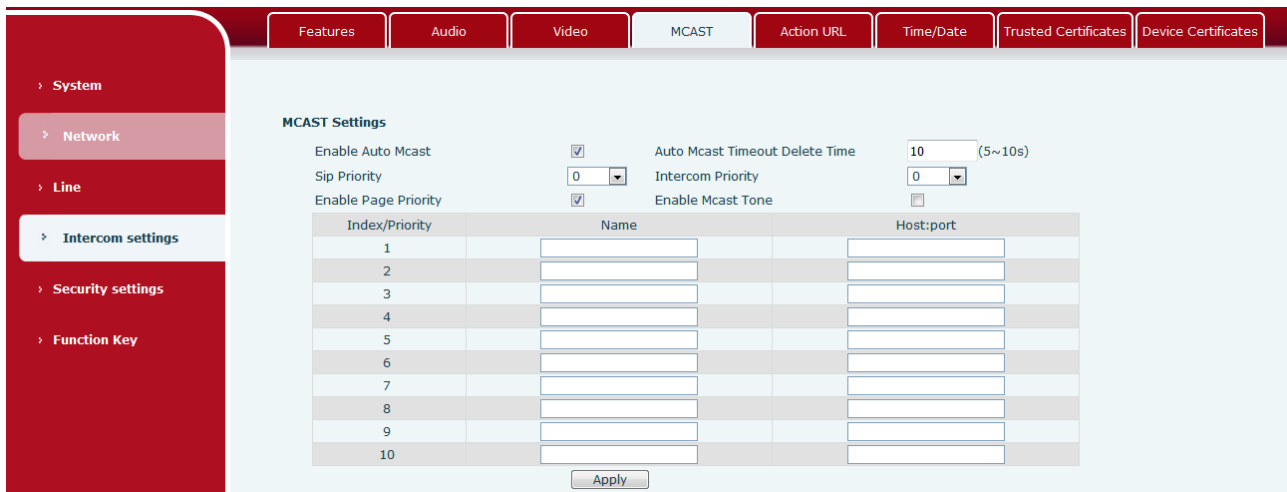 Features Audio Video MCAST Action URL Time/Date Trusted Certificates Device Certificates
System
Network
Line
Intercom settings
Security settings
Function Key
MCAST Settings
Enable Auto Mcast Auto Mcast Timeout Delete Time 10 (5~10s)
Sip Priority 0 Intercom Priority 0
Enable Page Priority Enable Mcast Tone
Index/Priority Name Host:port
1
2
3
4
5
6
7
8
9
10
Apply